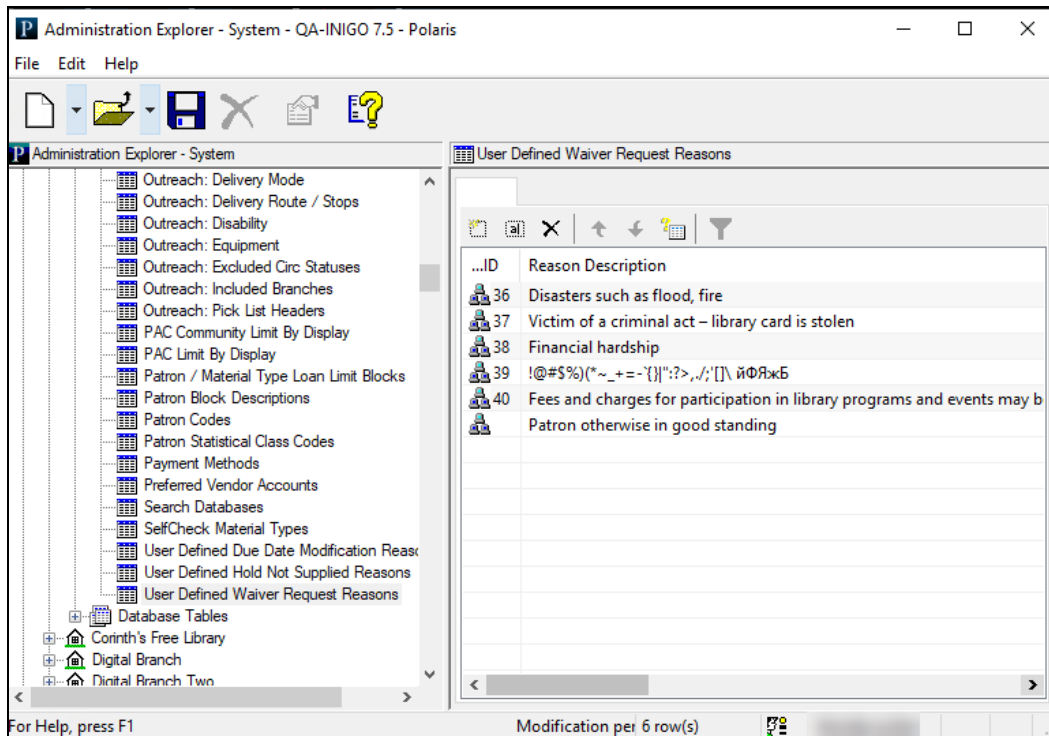 Administration Explorer - System - QA-INIGO 7.5 - Polaris
File Edit Help
Administration Explorer - System
Outreach: Delivery Mode
Outreach: Delivery Route / Stops
Outreach: Disability
Outreach: Equipment
Outreach: Excluded Circ Statuses
Outreach: Included Branches
Outreach: Pick List Headers
PAC Community Limit By Display
PAC Limit By Display
Patron / Material Type Loan Limit Blocks
Patron Block Descriptions
Patron Codes
Patron Statistical Class Codes
Payment Methods
Preferred Vendor Accounts
Search Databases
SelfCheck Material Types
User Defined Due Date Modification Reaso
User Defined Hold Not Supplied Reasons
User Defined Waiver Request Reasons
Database Tables
Corinth's Free Library
Digital Branch
Digital Branch Two
User Defined Waiver Request Reasons
...ID Reason Description
36 Disasters such as flood, fire
37 Victim of a criminal act – library card is stolen
38 Financial hardship
39 !@#$%)(*~_+=-`{}|":?>,./;'[]\ йФЯжБ
40 Fees and charges for participation in library programs and events may b
Patron otherwise in good standing
For Help, press F1
Modification per 6 row(s)